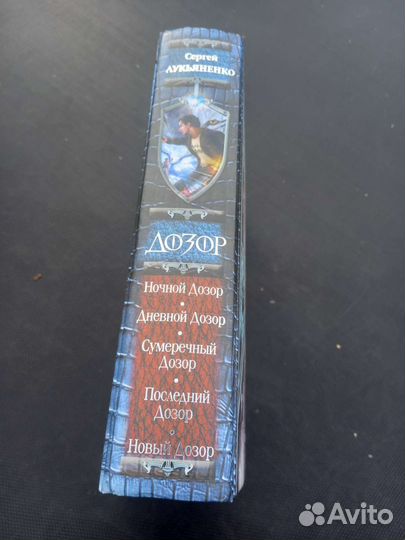 Сергей
ЛУКЬЯНЕНКО
ДОЗОР
Ночной Дозор
•
Дневной Дозор
•
Сумеречный
Дозор
•
Последний
Дозор
•
Новый Дозор
Avito